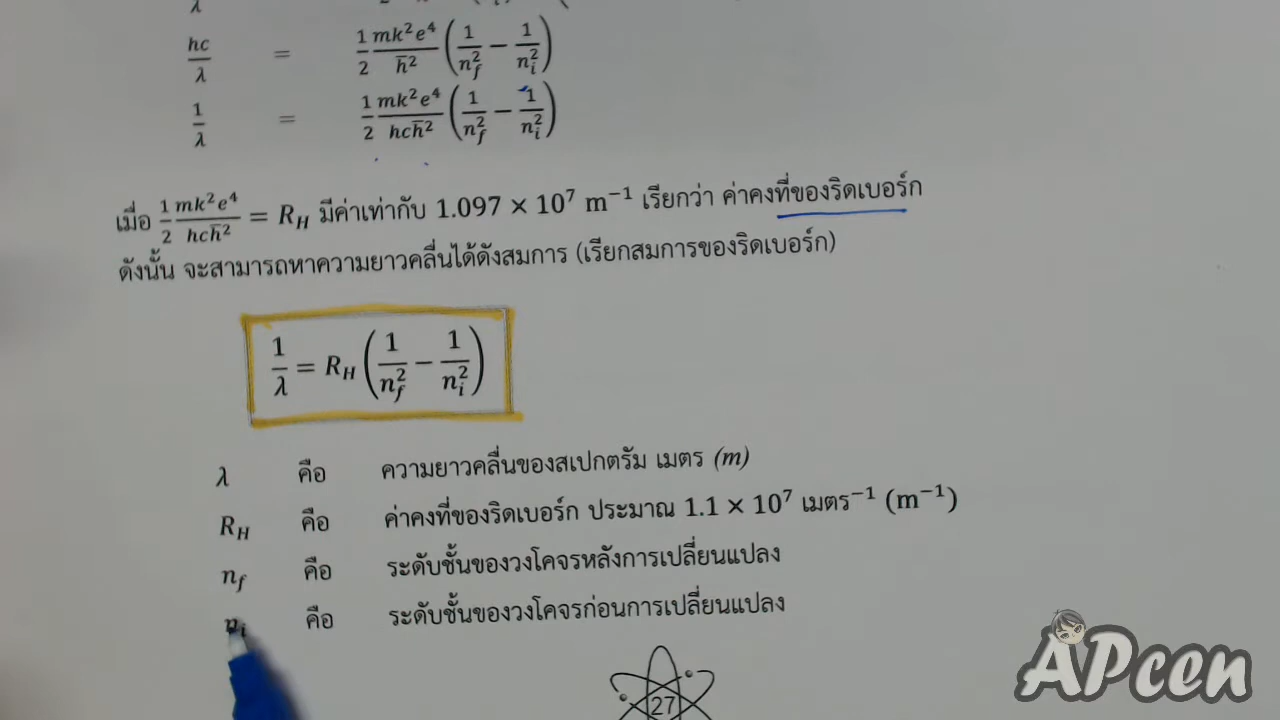 λ
hc/λ = 1/2 mk²e⁴/h̄² (1/n_f² − 1/n_i²)
1/λ = 1/2 mk²e⁴/hch̄² (1/n_f² − 1/n_i²)
เมื่อ 1/2 mk²e⁴/hch̄² = R_H มีค่าเท่ากับ 1.097 × 10⁷ m⁻¹ เรียกว่า ค่าคงที่ของริดเบอร์ก
ดังนั้น จะสามารถหาความยาวคลื่นได้ดังสมการ (เรียกสมการของริดเบอร์ก)
1/λ = R_H (1/n_f² − 1/n_i²)
λ คือ ความยาวคลื่นของสเปกตรัม เมตร (m)
R_H คือ ค่าคงที่ของริดเบอร์ก ประมาณ 1.1 × 10⁷ เมตร⁻¹ (m⁻¹)
n_f คือ ระดับชั้นของวงโคจรหลังการเปลี่ยนแปลง
n_i คือ ระดับชั้นของวงโคจรก่อนการเปลี่ยนแปลง
27
APcen